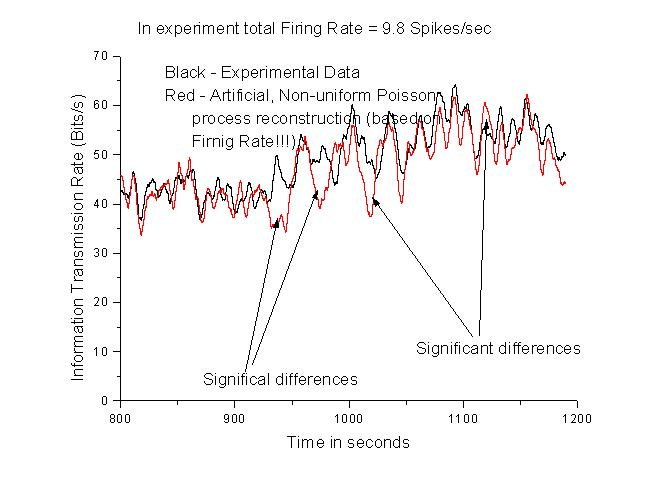 In experiment total Firing Rate = 9.8 Spikes/sec
Black - Experimental Data
Red - Artificial, Non-uniform Poisson
process reconstruction (based on
Firnig Rate!!!)
Information Transmission Rate (Bits/s)
70
60
50
40
30
20
10
0
Significal differences
Significant differences
800
900
1000
1100
1200
Time in seconds